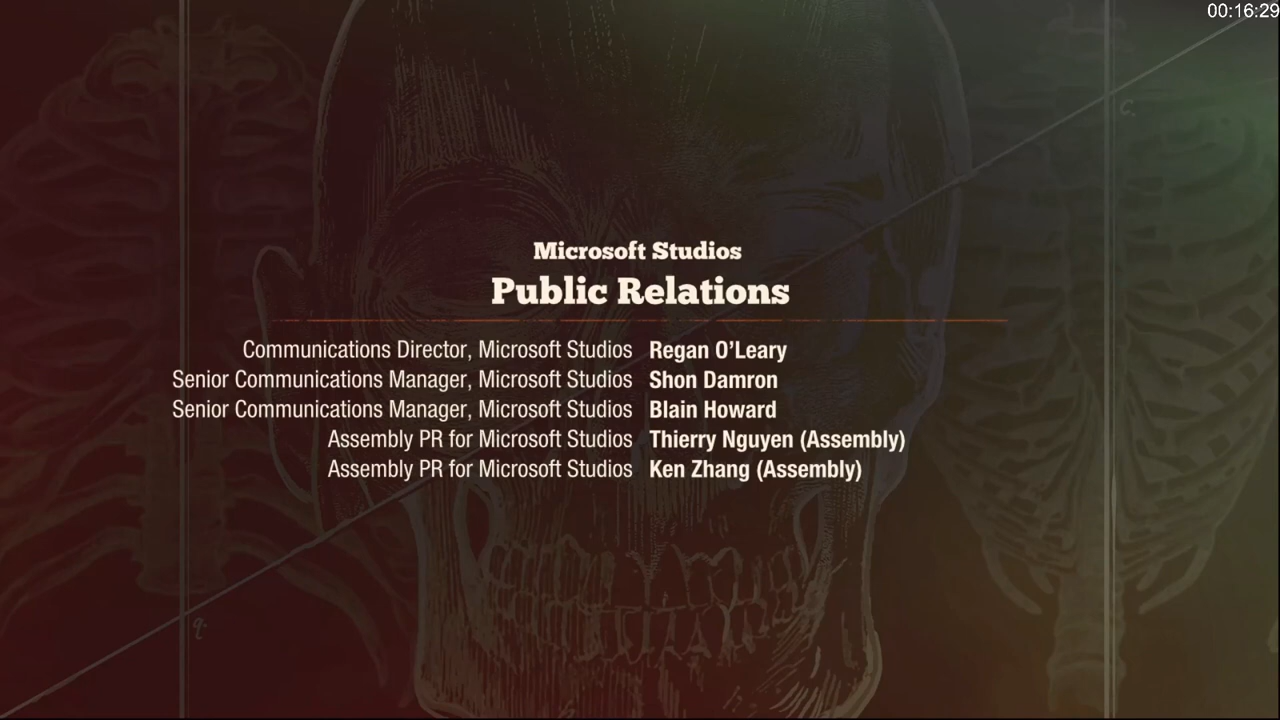 00:16:29
Microsoft Studios
Public Relations
Communications Director, Microsoft Studios Regan O’Leary
Senior Communications Manager, Microsoft Studios Shon Damron
Senior Communications Manager, Microsoft Studios Blain Howard
Assembly PR for Microsoft Studios Thierry Nguyen (Assembly)
Assembly PR for Microsoft Studios Ken Zhang (Assembly)
c.
q.